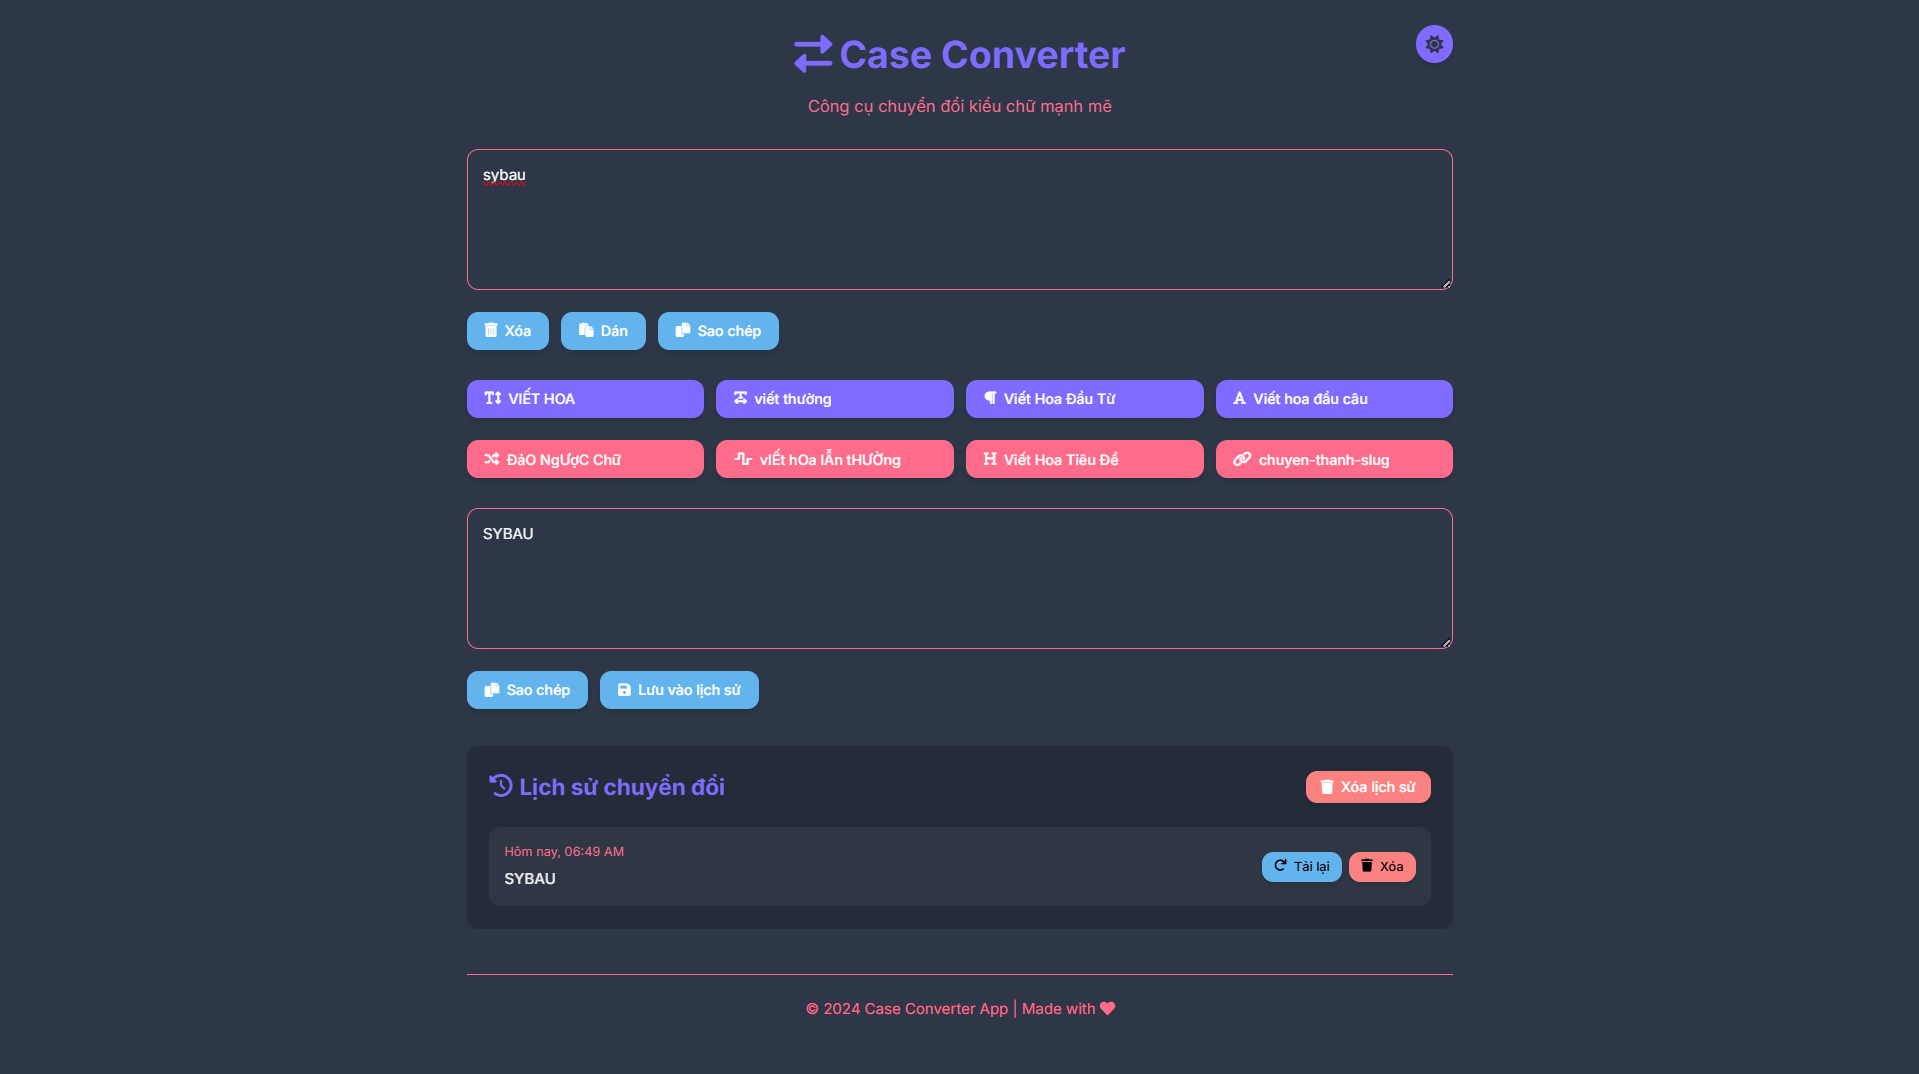 Case Converter
Công cụ chuyển đổi kiểu chữ mạnh mẽ
sybau
Xóa Dán Sao chép
VIẾT HOA viết thường Viết Hoa Đầu Từ Viết hoa đầu câu
ĐảO NgƯợC Chữ vIẾt hOa lẪn tHƯỜng Viết Hoa Tiêu Đề chuyen-thanh-slug
SYBAU
Sao chép Lưu vào lịch sử
Lịch sử chuyển đổi Xóa lịch sử
Hôm nay, 06:49 AM
SYBAU
Tải lại Xóa
© 2024 Case Converter App | Made with